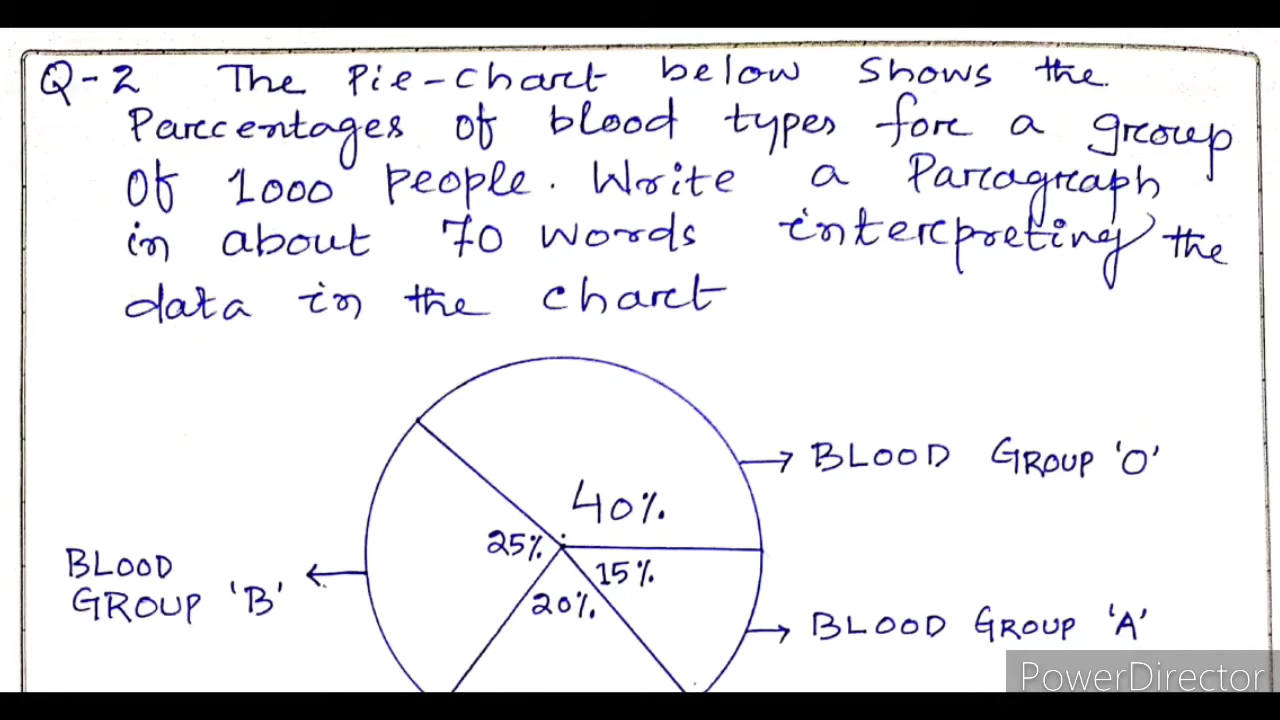 Q-2 The Pie-chart below shows the
Parcentages of blood types for a group
of 1000 people. Write a Paragraph
in about 70 words interpreting the
data in the chart
BLOOD GROUP 'O'
40%
25%
15%
BLOOD
GROUP 'B'
20%
BLOOD GROUP 'A'
PowerDirector